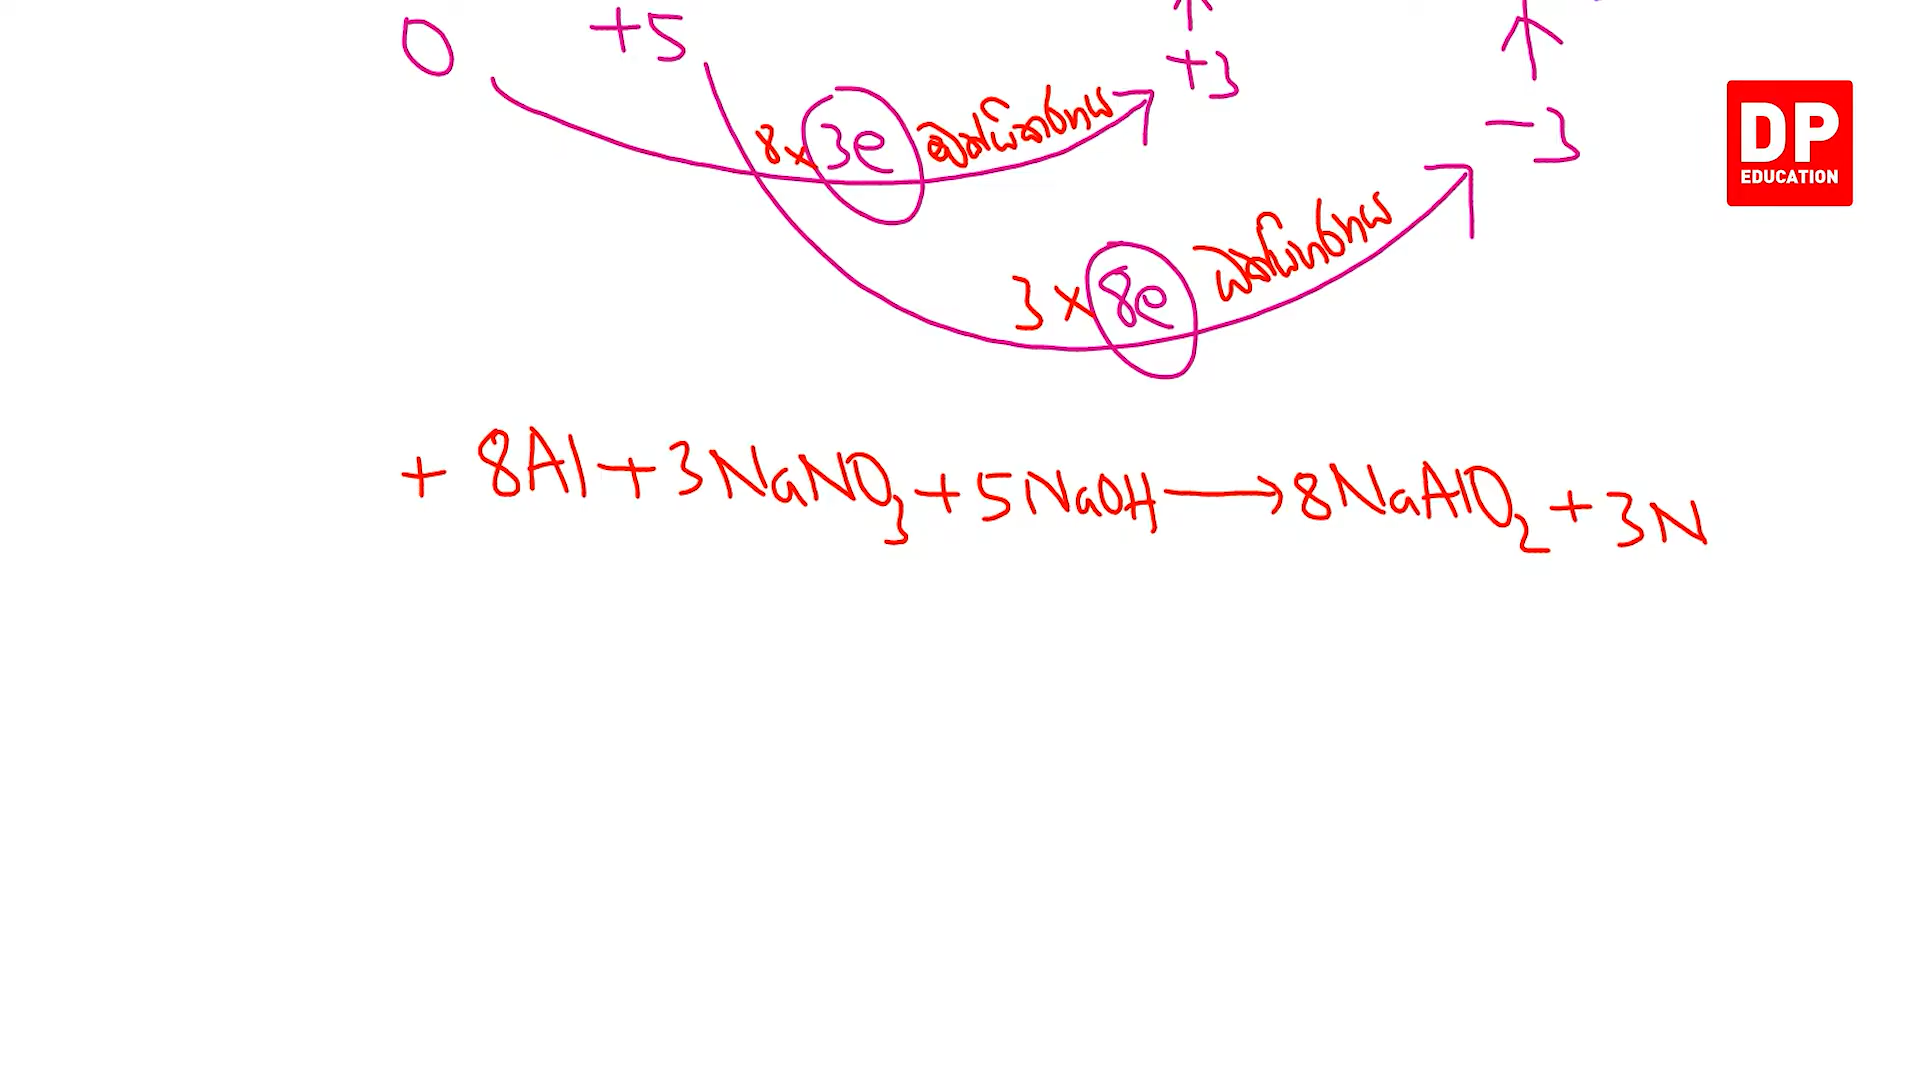 0 +5 +3 -3
8 × 3e ඔක්සිකරණය
3 × 8e ඔක්සිහරණය
DP
EDUCATION
+ 8Al + 3NaNO₃ + 5NaOH → 8NaAlO₂ + 3N